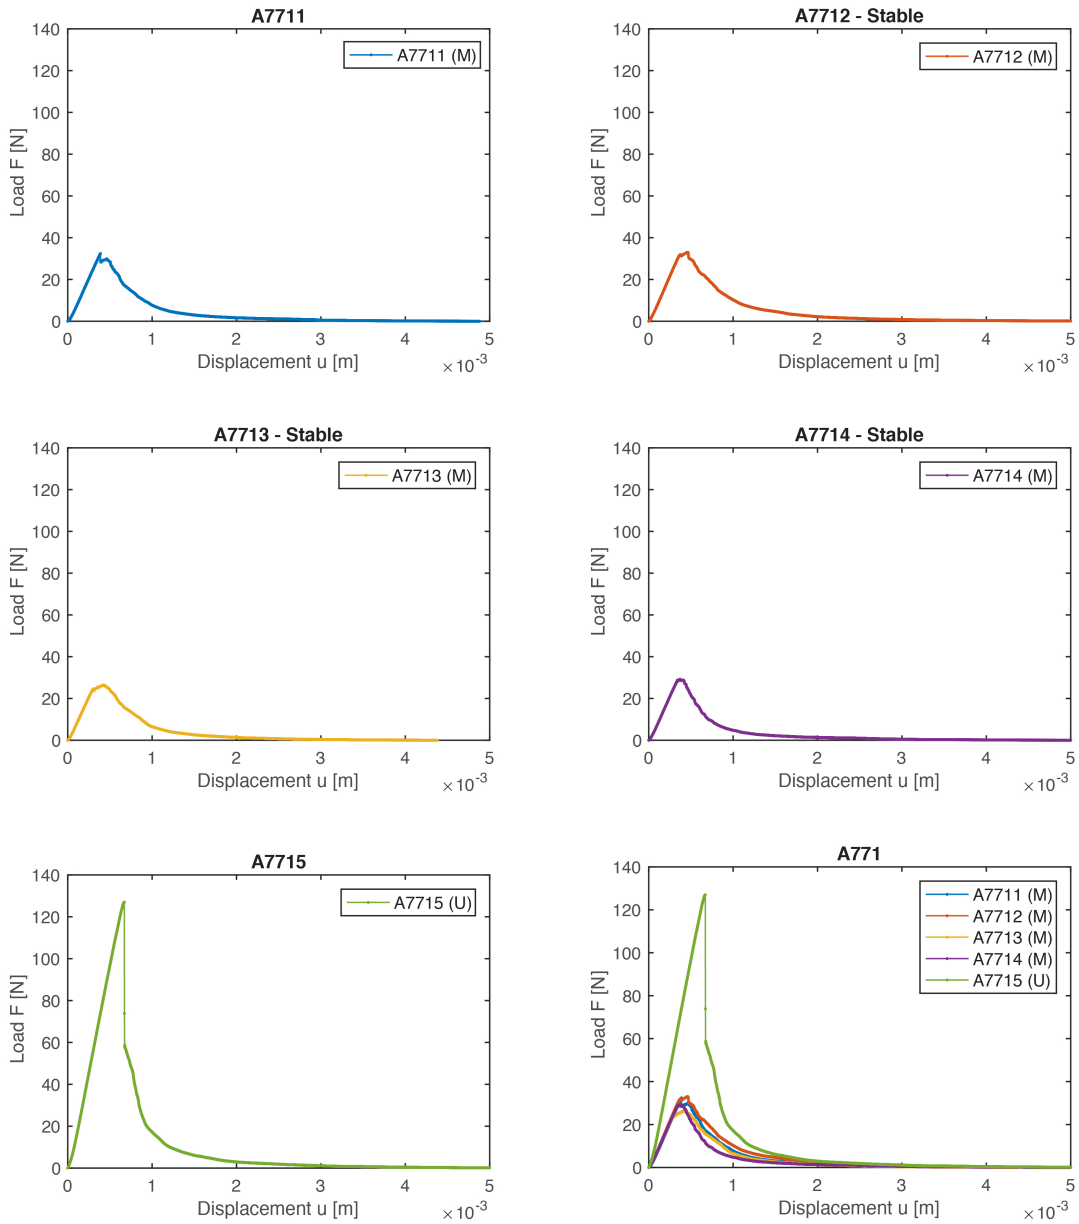 A7711
140
120
100
80
60
40
20
0
Load F [N]
A7711 (M)
0 1 2 3 4 5
Displacement u [m]
×10-3
A7712 - Stable
140
120
100
80
60
40
20
0
Load F [N]
A7712 (M)
0 1 2 3 4 5
Displacement u [m]
×10-3
A7713 - Stable
140
120
100
80
60
40
20
0
Load F [N]
A7713 (M)
0 1 2 3 4 5
Displacement u [m]
×10-3
A7714 - Stable
140
120
100
80
60
40
20
0
Load F [N]
A7714 (M)
0 1 2 3 4 5
Displacement u [m]
×10-3
A7715
140
120
100
80
60
40
20
0
Load F [N]
A7715 (U)
0 1 2 3 4 5
Displacement u [m]
×10-3
A771
140
120
100
80
60
40
20
0
Load F [N]
A7711 (M)
A7712 (M)
A7713 (M)
A7714 (M)
A7715 (U)
0 1 2 3 4 5
Displacement u [m]
×10-3